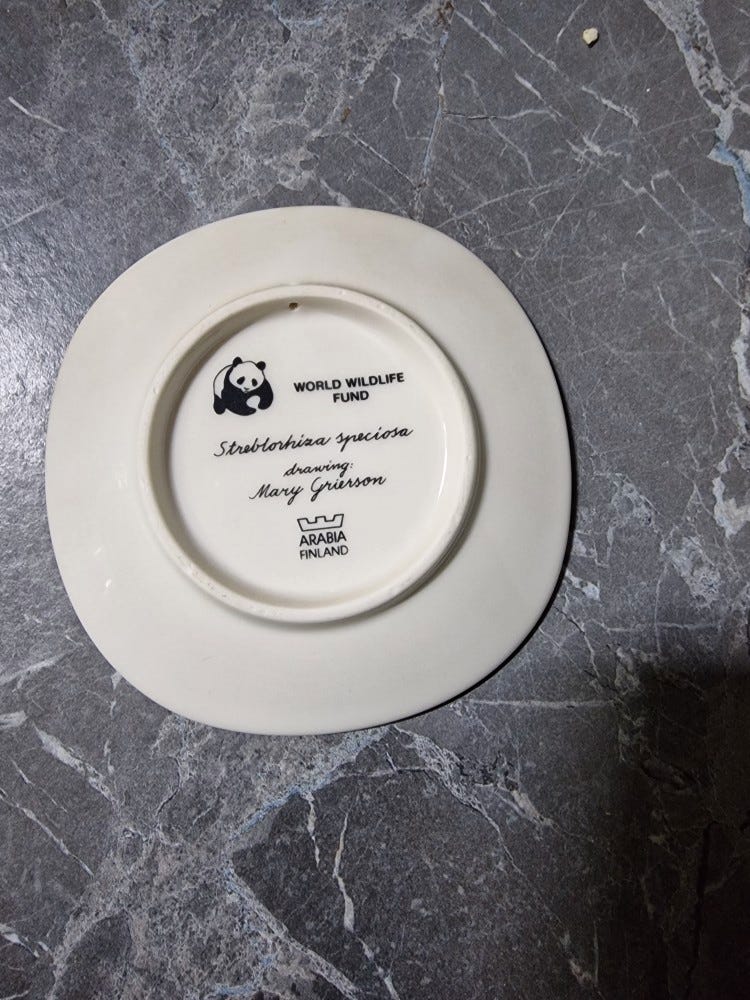 WORLD WILDLIFE
FUND
Streblorhiza speciosa
drawing:
Mary Grierson
ARABIA
FINLAND